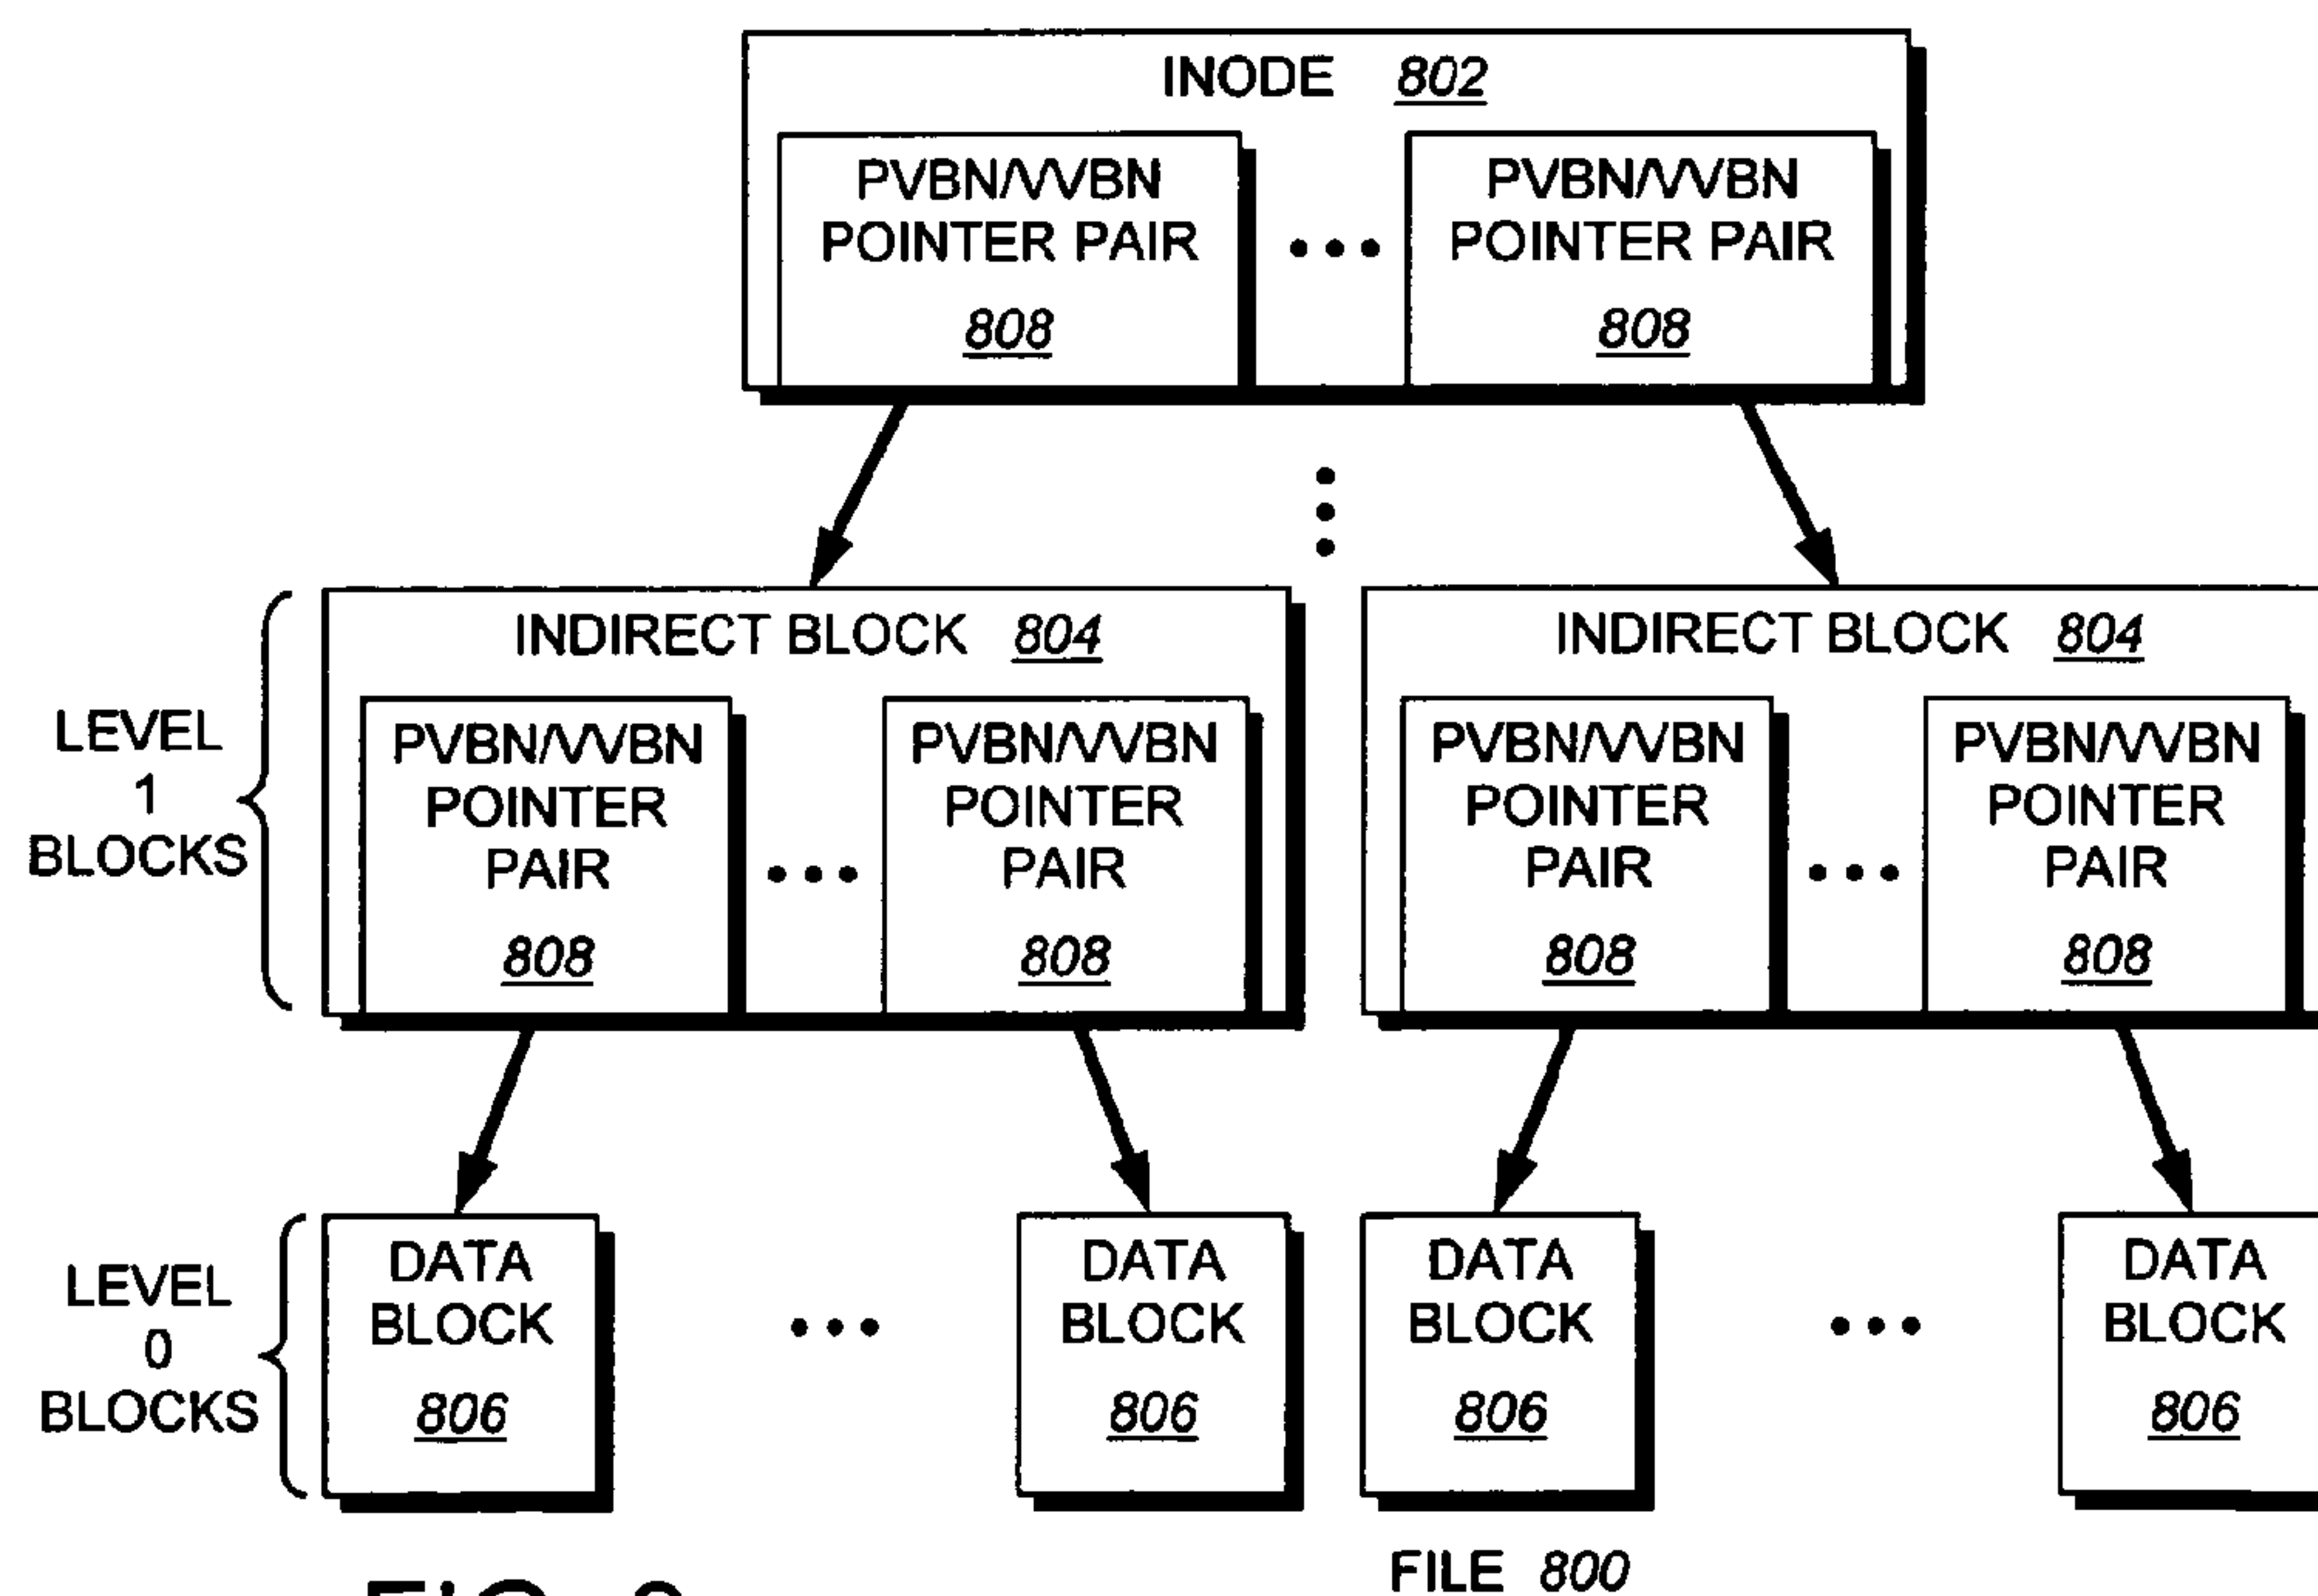 INODE 802
PVBN/VVBN
POINTER PAIR
808
•••
PVBN/VVBN
POINTER PAIR
808
INDIRECT BLOCK 804
PVBN/VVBN
POINTER
PAIR
808
•••
PVBN/VVBN
POINTER
PAIR
808
INDIRECT BLOCK 804
PVBN/VVBN
POINTER
PAIR
808
•••
PVBN/VVBN
POINTER
PAIR
808
LEVEL
1
BLOCKS
LEVEL
0
BLOCKS
DATA
BLOCK
806
•••
DATA
BLOCK
806
DATA
BLOCK
806
•••
DATA
BLOCK
806
FILE 800
FIG.